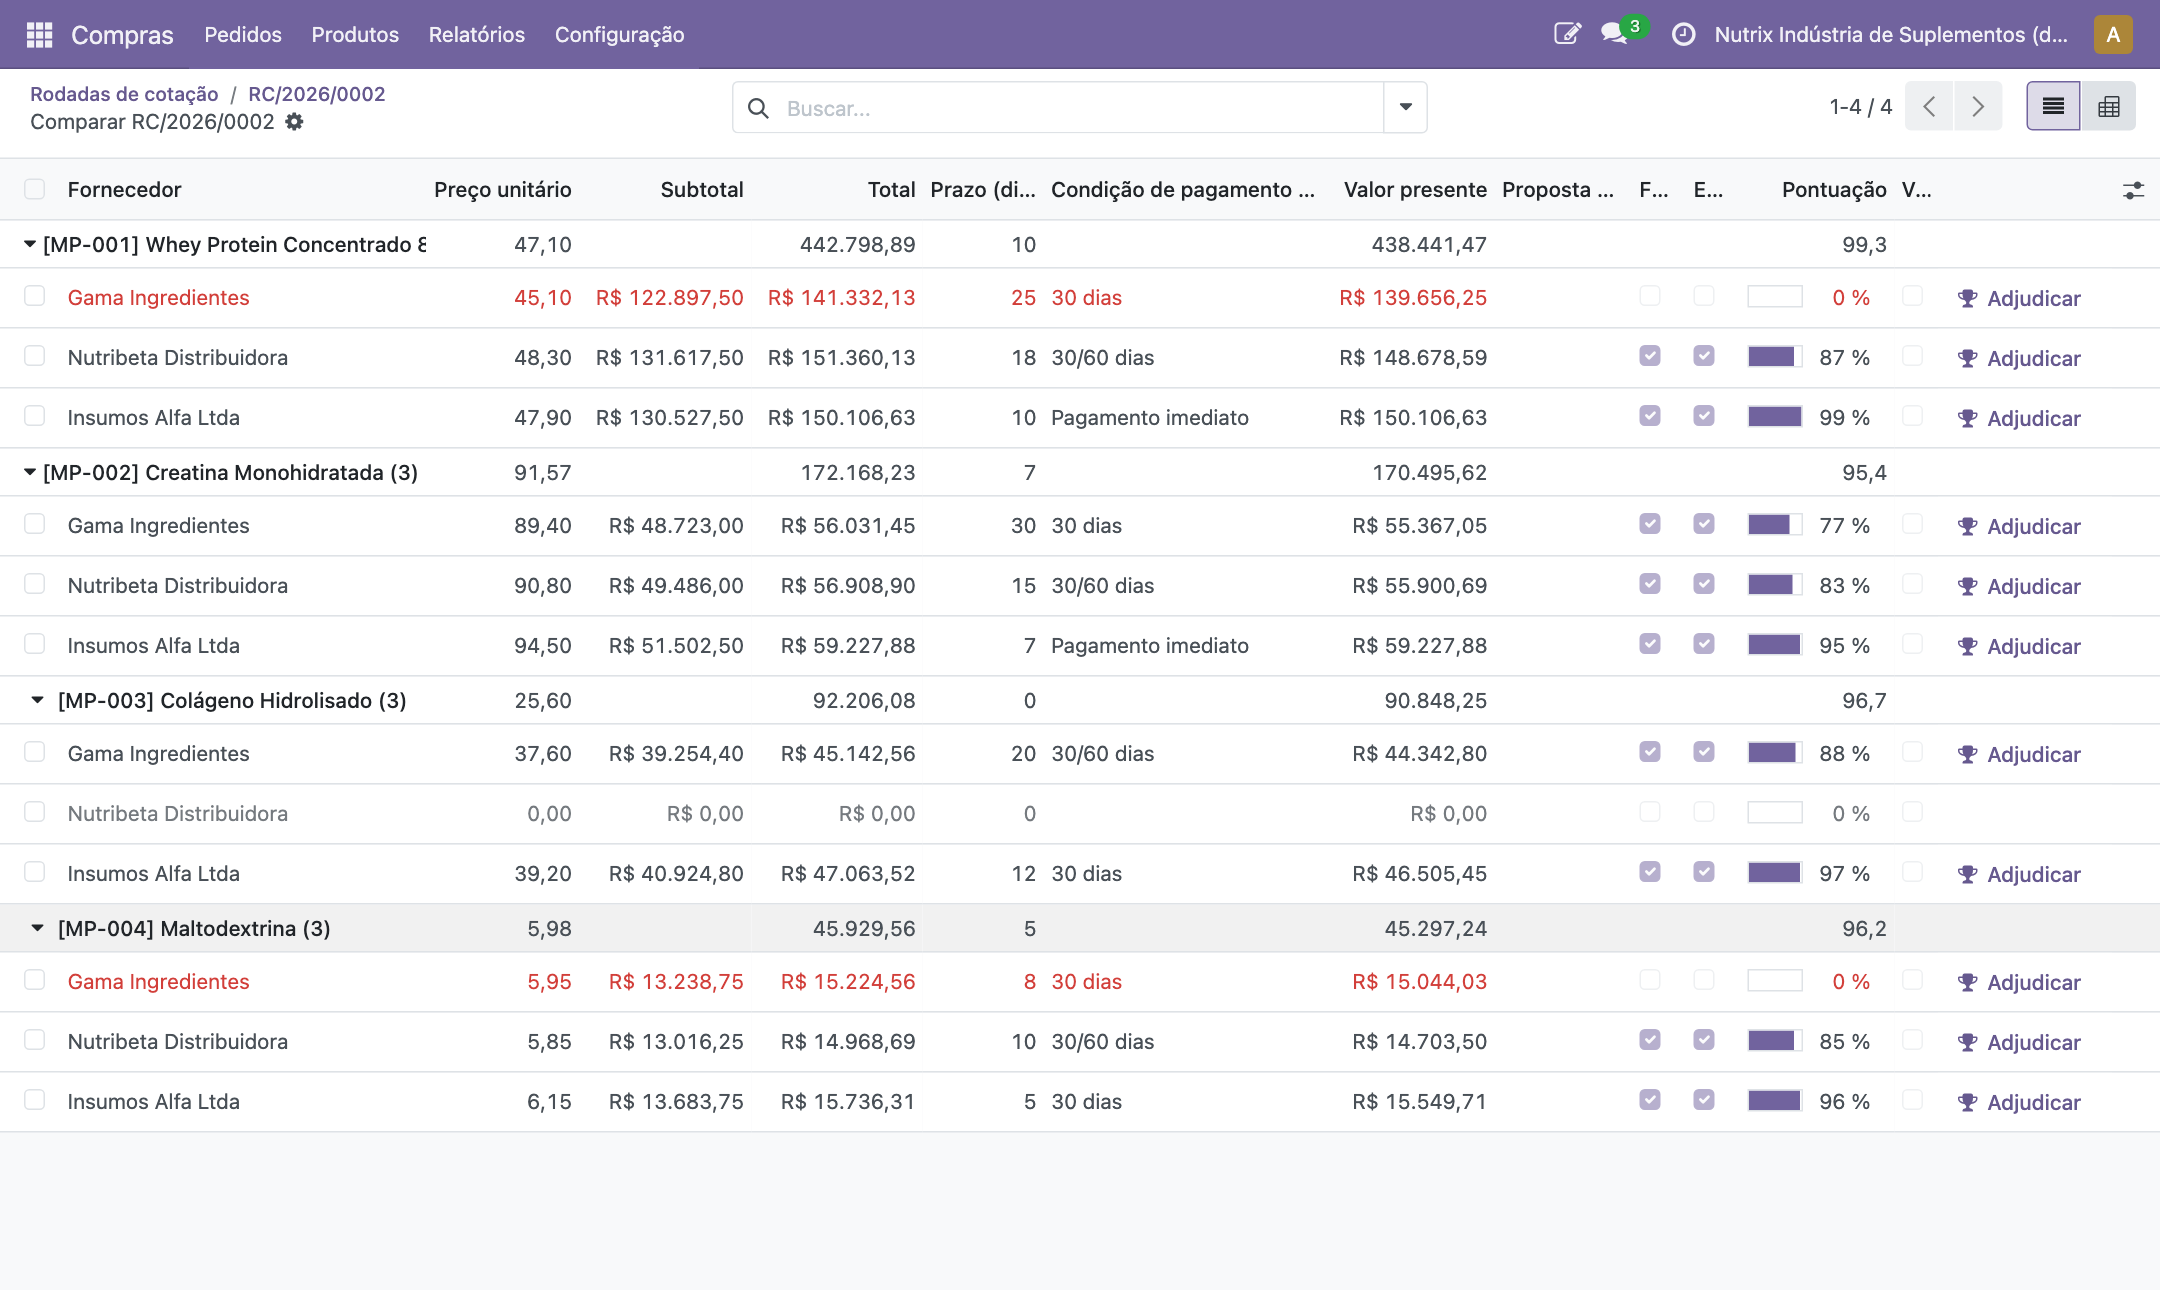 Compras Pedidos Produtos Relatórios Configuração 3 Nutrix Indústria de Suplementos (d... A
Rodadas de cotação / RC/2026/0002
Comparar RC/2026/0002
Buscar...
1-4 / 4
Fornecedor Preço unitário Subtotal Total Prazo (di... Condição de pagamento ... Valor presente Proposta ... F... E... Pontuação V...
[MP-001] Whey Protein Concentrado 8 47,10 442.798,89 10 438.441,47 99,3
Gama Ingredientes 45,10 R$ 122.897,50 R$ 141.332,13 25 30 dias R$ 139.656,25 0 % Adjudicar
Nutribeta Distribuidora 48,30 R$ 131.617,50 R$ 151.360,13 18 30/60 dias R$ 148.678,59 87 % Adjudicar
Insumos Alfa Ltda 47,90 R$ 130.527,50 R$ 150.106,63 10 Pagamento imediato R$ 150.106,63 99 % Adjudicar
[MP-002] Creatina Monohidratada (3) 91,57 172.168,23 7 170.495,62 95,4
Gama Ingredientes 89,40 R$ 48.723,00 R$ 56.031,45 30 30 dias R$ 55.367,05 77 % Adjudicar
Nutribeta Distribuidora 90,80 R$ 49.486,00 R$ 56.908,90 15 30/60 dias R$ 55.900,69 83 % Adjudicar
Insumos Alfa Ltda 94,50 R$ 51.502,50 R$ 59.227,88 7 Pagamento imediato R$ 59.227,88 95 % Adjudicar
[MP-003] Colágeno Hidrolisado (3) 25,60 92.206,08 0 90.848,25 96,7
Gama Ingredientes 37,60 R$ 39.254,40 R$ 45.142,56 20 30/60 dias R$ 44.342,80 88 % Adjudicar
Nutribeta Distribuidora 0,00 R$ 0,00 R$ 0,00 0 R$ 0,00 0 %
Insumos Alfa Ltda 39,20 R$ 40.924,80 R$ 47.063,52 12 30 dias R$ 46.505,45 97 % Adjudicar
[MP-004] Maltodextrina (3) 5,98 45.929,56 5 45.297,24 96,2
Gama Ingredientes 5,95 R$ 13.238,75 R$ 15.224,56 8 30 dias R$ 15.044,03 0 % Adjudicar
Nutribeta Distribuidora 5,85 R$ 13.016,25 R$ 14.968,69 10 30/60 dias R$ 14.703,50 85 % Adjudicar
Insumos Alfa Ltda 6,15 R$ 13.683,75 R$ 15.736,31 5 30 dias R$ 15.549,71 96 % Adjudicar